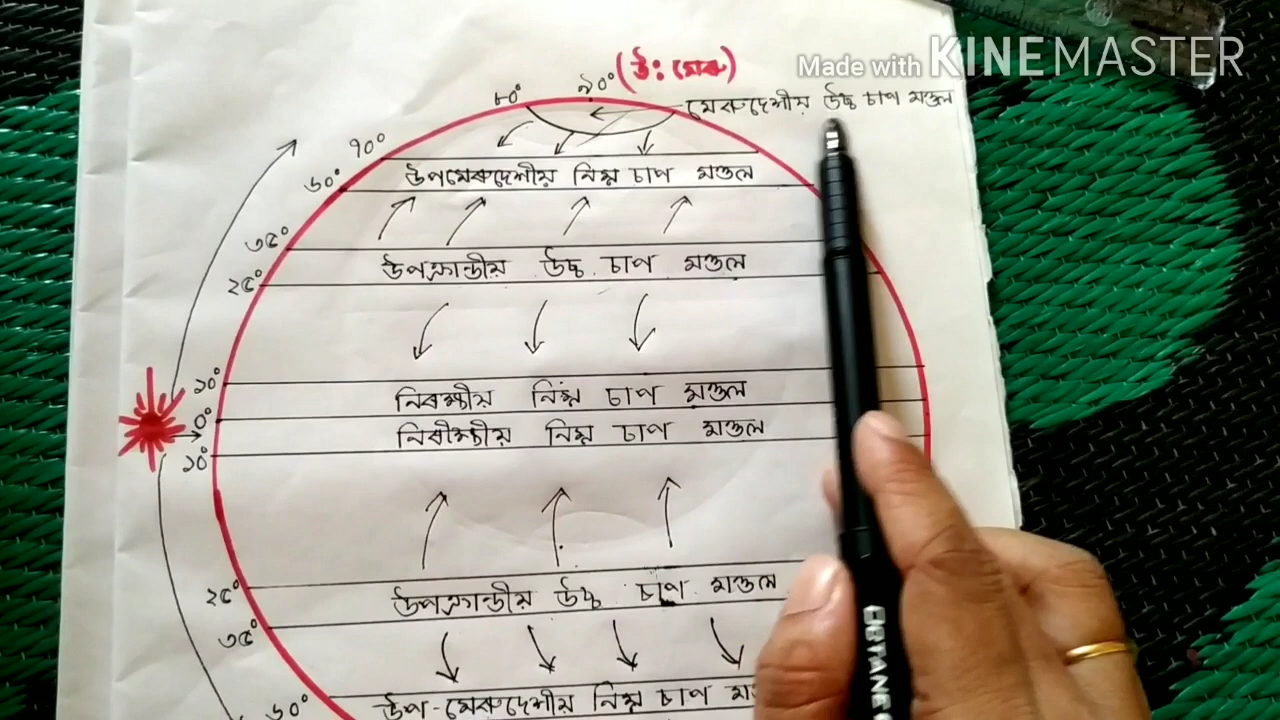 Made with KINEMASTER
৯০° (উঃ মেৰু)
৮০°
মেৰুদেশীয় উচ্চ চাপ মণ্ডল
৭০°
উপমেৰুদেশীয় নিম্ন চাপ মণ্ডল
৬০°
৩৫°
উপক্ৰান্তীয় উচ্চ চাপ মণ্ডল
২৫°
১০°
নিৰক্ষীয় নিম্ন চাপ মণ্ডল
০°
নিৰীক্ষীয় নিম্ন চাপ মণ্ডল
১০°
২৫°
উপক্ৰান্তীয় উচ্চ চাপ মণ্ডল
৩৫°
উপ-মেৰুদেশীয় নিম্ন চাপ
৬০°